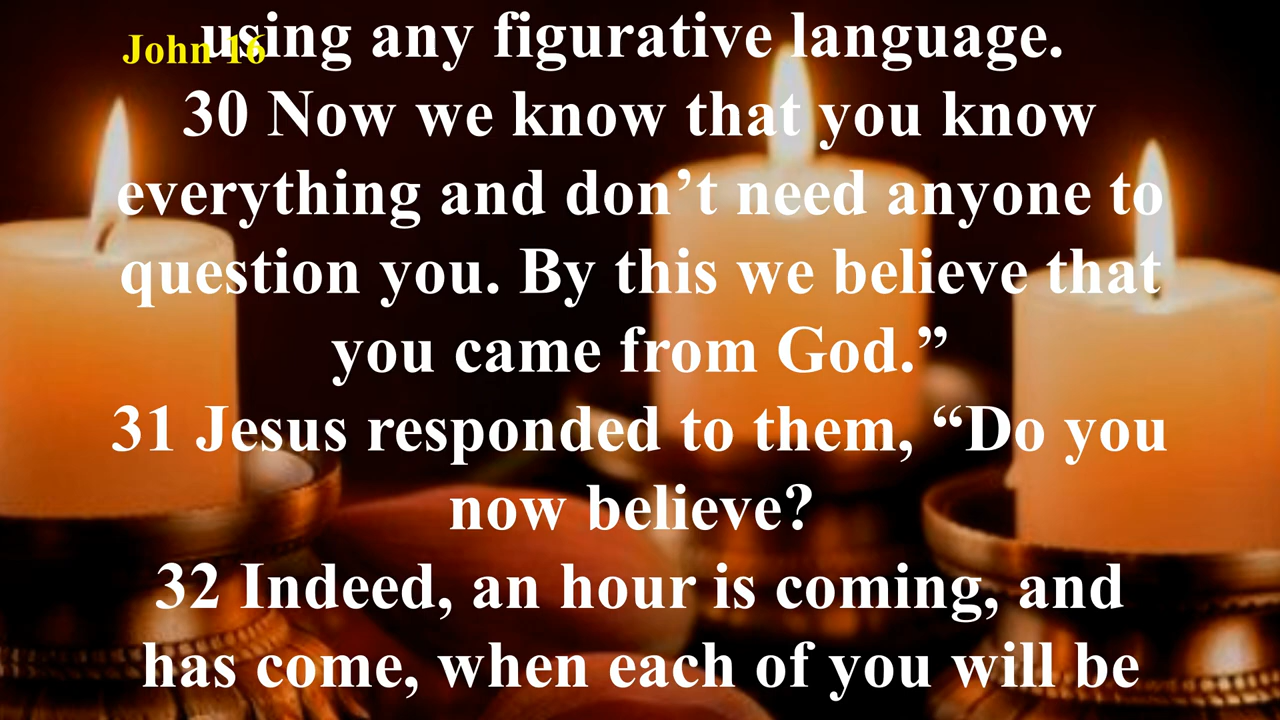 John 16
using any figurative language.
30 Now we know that you know
everything and don’t need anyone to
question you. By this we believe that
you came from God.”
31 Jesus responded to them, “Do you
now believe?
32 Indeed, an hour is coming, and
has come, when each of you will be